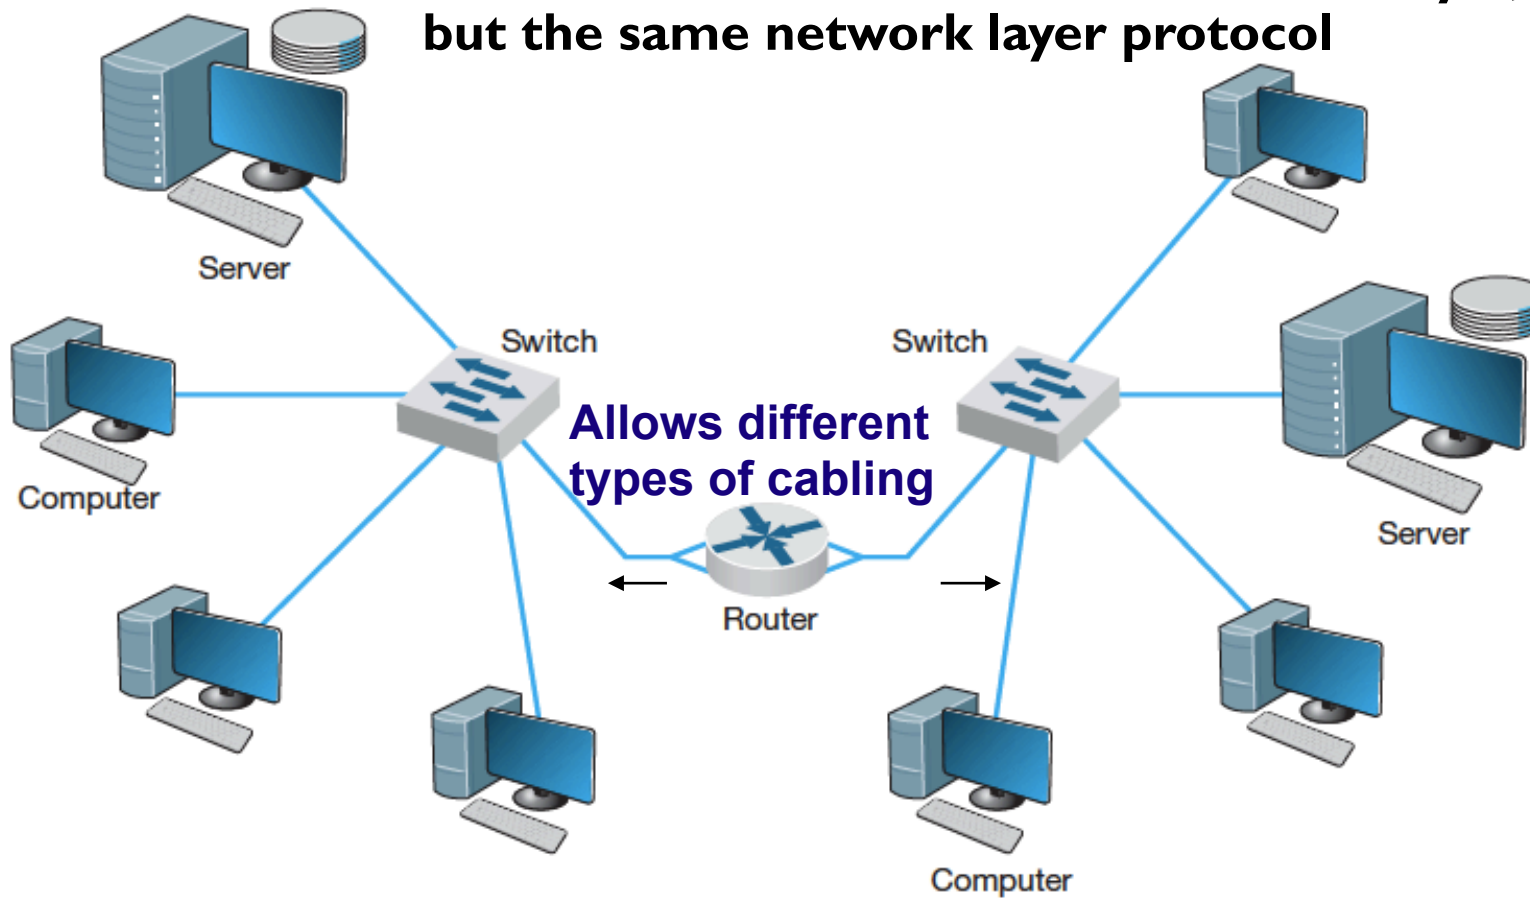 but the same network layer protocol
Server
Switch
Switch
Allows different
types of cabling
Computer
Server
Router
Computer